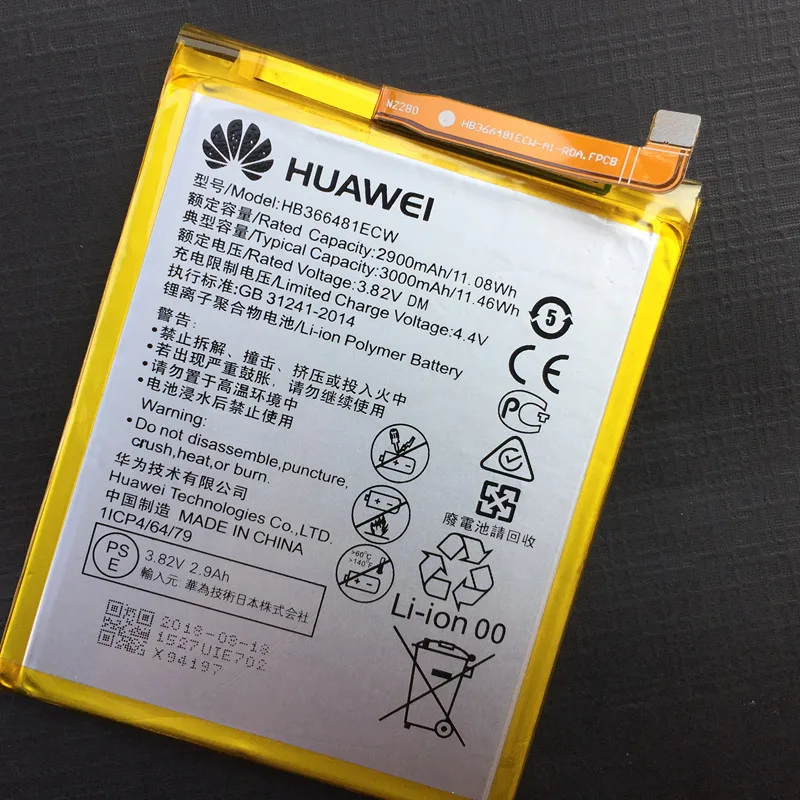 NZ280
HB366481ECW-A1-RDA.FPCB
HUAWEI
型号/Model:HB366481ECW
额定容量/Rated Capacity:2900mAh/11.08Wh
典型容量/Typical Capacity:3000mAh/11.46Wh
额定电压/Rated Voltage:3.82V DM
充电限制电压/Limited Charge Voltage:4.4V
执行标准:GB 31241-2014
锂离子聚合物电池/Li-ion Polymer Battery
警告:
•禁止拆解、撞击、挤压或投入火中
•若出现严重鼓胀, 请勿继续使用
•请勿置于高温环境中
•电池浸水后禁止使用
Warning:
•Do not disassemble,puncture,
crush,heat,or burn.
华为技术有限公司
Huawei Technologies Co.,LTD.
中国制造 MADE IN CHINA
1ICP4/64/79
PS
E
3.82V 2.9Ah
輸入元. 華為技術日本株式会社
2018-08-18
1527UIE702
X94197
5
CE
PCT
廢電池請回收
>60°C
>140°F
Li-ion 00